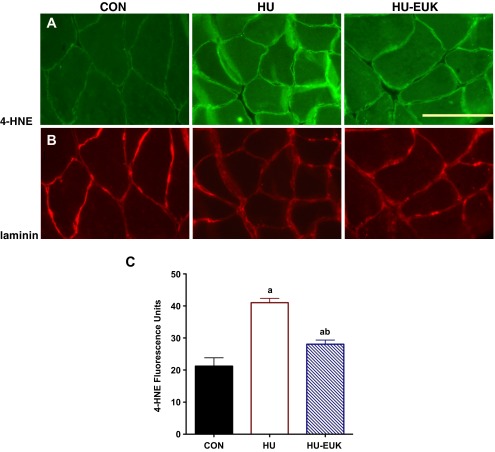 CON HU HU-EUK
A
4-HNE
B
laminin
C
4-HNE Fluorescence Units
50
40
30
20
10
0
a
ab
CON HU HU-EUK